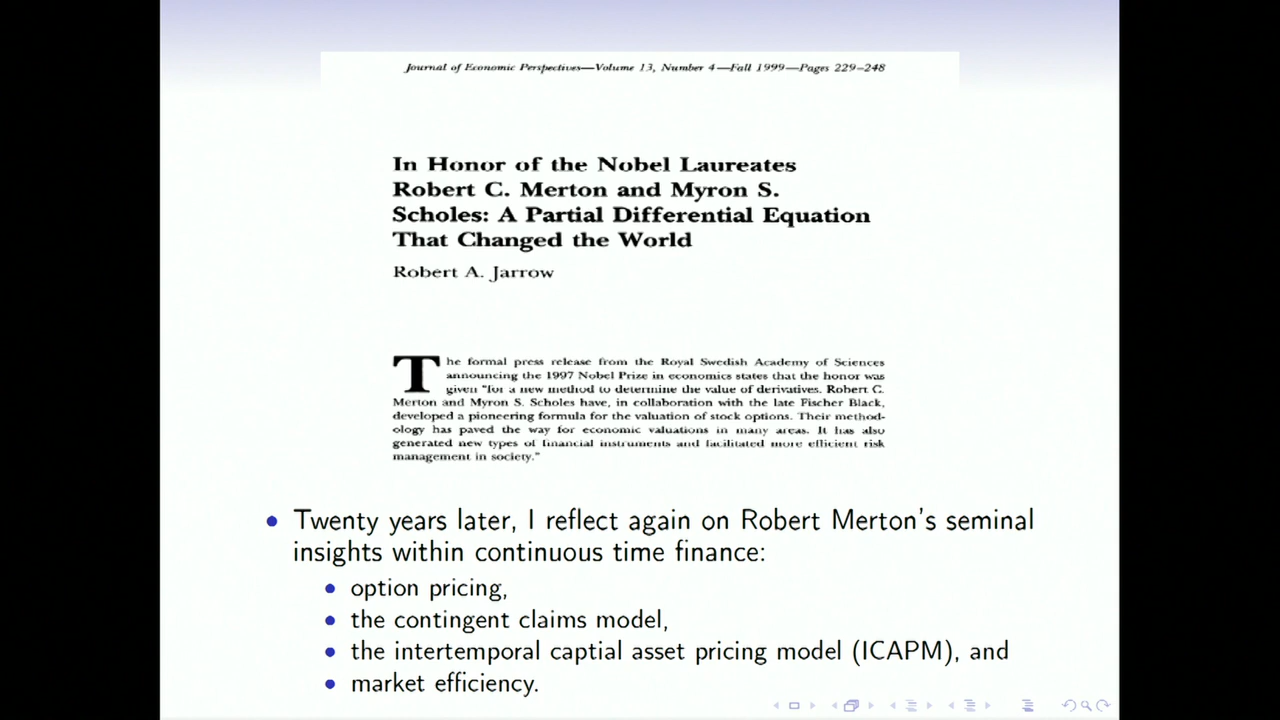 Journal of Economic Perspectives—Volume 13, Number 4—Fall 1999—Pages 229–248
In Honor of the Nobel Laureates
Robert C. Merton and Myron S.
Scholes: A Partial Differential Equation
That Changed the World
Robert A. Jarrow
The formal press release from the Royal Swedish Academy of Sciences
announcing the 1997 Nobel Prize in economics states that the honor was
given "for a new method to determine the value of derivatives. Robert C.
Merton and Myron S. Scholes have, in collaboration with the late Fischer Black,
developed a pioneering formula for the valuation of stock options. Their method-
ology has paved the way for economic valuations in many areas. It has also
generated new types of financial instruments and facilitated more efficient risk
management in society."
• Twenty years later, I reflect again on Robert Merton's seminal
insights within continuous time finance:
• option pricing,
• the contingent claims model,
• the intertemporal captial asset pricing model (ICAPM), and
• market efficiency.